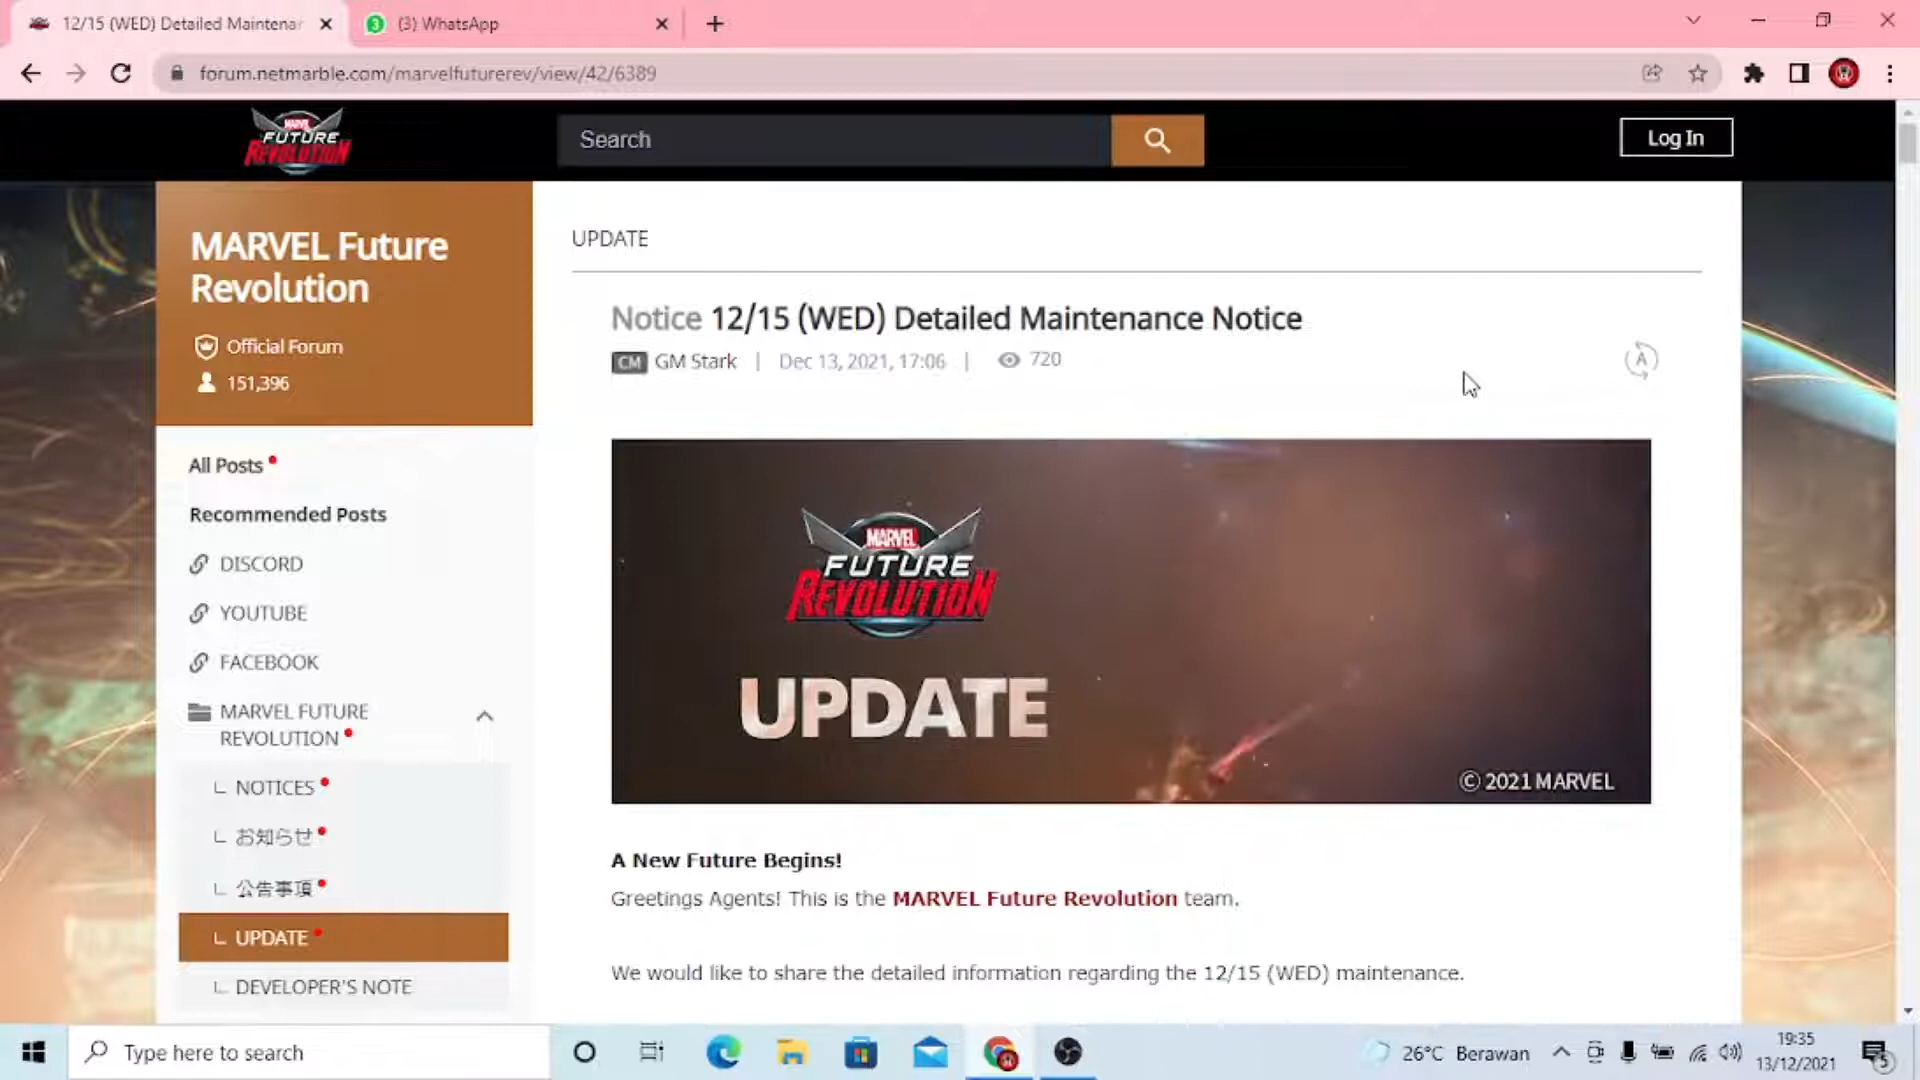 12/15 (WED) Detailed Maintenan
(3) WhatsApp
forum.netmarble.com/marvelfuturerev/view/42/6389
MARVEL
FUTURE
REVOLUTION
Search
Log In
MARVEL Future
Revolution
Official Forum
151,396
All Posts
Recommended Posts
DISCORD
YOUTUBE
FACEBOOK
MARVEL FUTURE
REVOLUTION
NOTICES
お知らせ
公告事項
UPDATE
DEVELOPER'S NOTE
UPDATE
Notice 12/15 (WED) Detailed Maintenance Notice
CM GM Stark | Dec 13, 2021, 17:06 | 720
A
MARVEL
FUTURE
REVOLUTION
UPDATE
© 2021 MARVEL
A New Future Begins!
Greetings Agents! This is the MARVEL Future Revolution team.
We would like to share the detailed information regarding the 12/15 (WED) maintenance.
Type here to search
26°C Berawan
19:35
13/12/2021
5